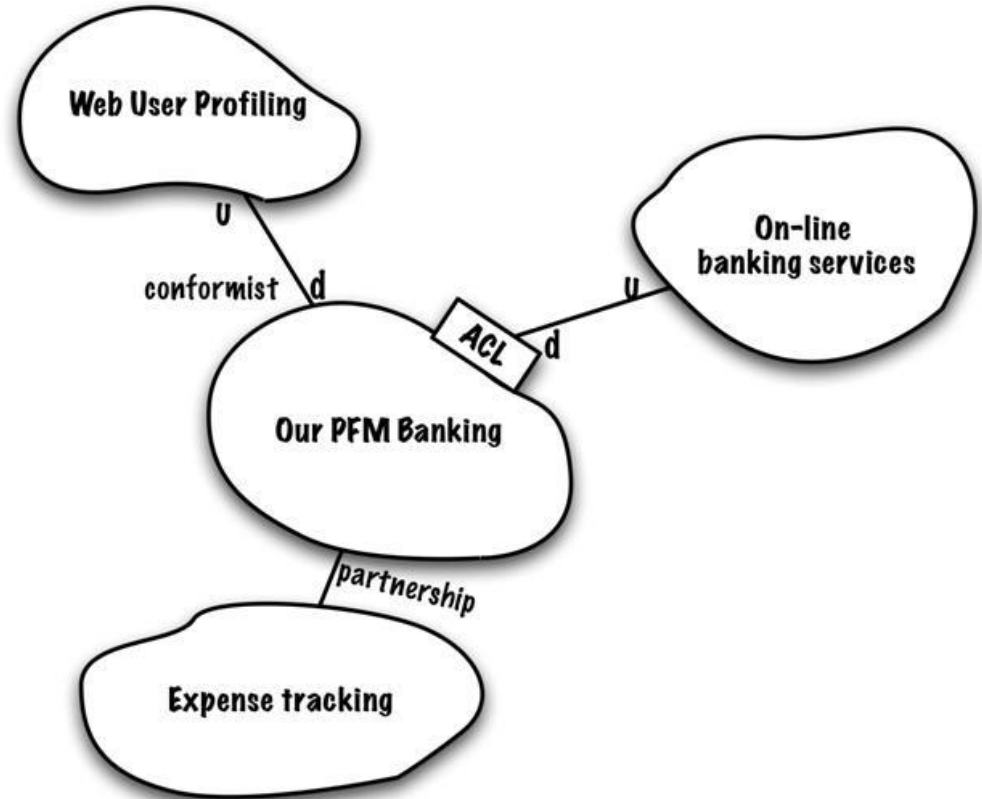 Web User Profiling
U
conformist
d
On-line
banking services
u
ACL
d
Our PFM Banking
partnership
Expense tracking